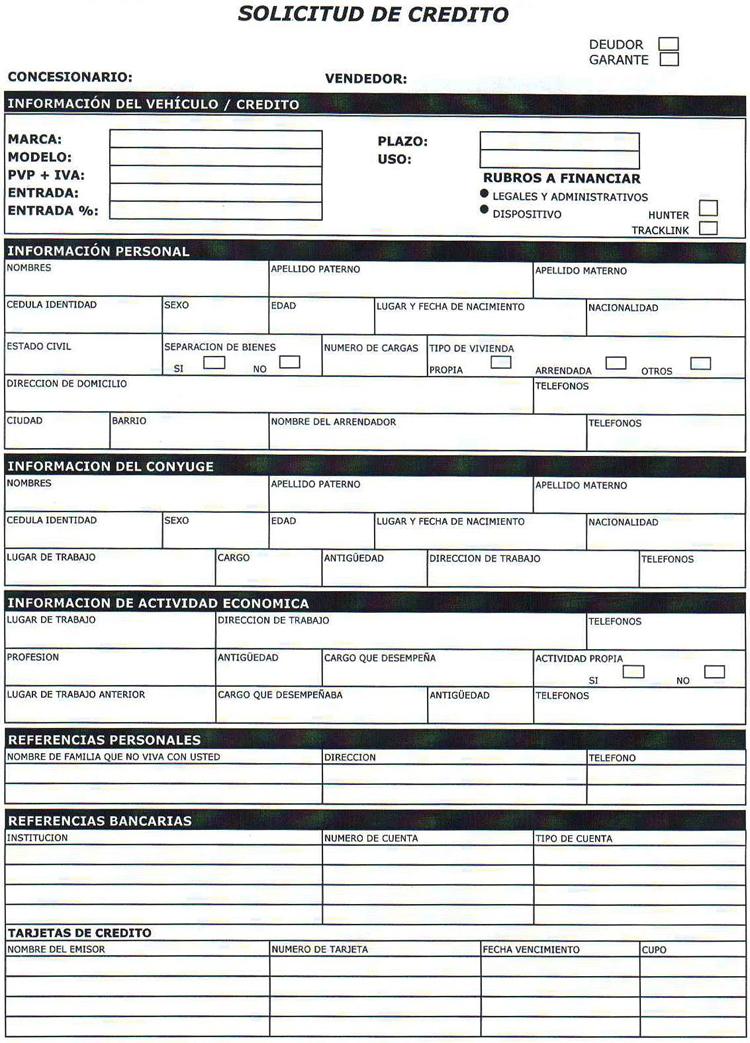 SOLICITUD DE CREDITO
DEUDOR
GARANTE
CONCESIONARIO: VENDEDOR:
INFORMACIÓN DEL VEHÍCULO / CREDITO
MARCA: PLAZO:
MODELO: USO:
PVP + IVA: RUBROS A FINANCIAR
ENTRADA: LEGALES Y ADMINISTRATIVOS
ENTRADA %: DISPOSITIVO HUNTER
TRACKLINK
INFORMACIÓN PERSONAL
NOMBRES APELLIDO PATERNO APELLIDO MATERNO
CEDULA IDENTIDAD SEXO EDAD LUGAR Y FECHA DE NACIMIENTO NACIONALIDAD
ESTADO CIVIL SEPARACION DE BIENES NUMERO DE CARGAS TIPO DE VIVIENDA
SI NO PROPIA ARRENDADA OTROS
DIRECCION DE DOMICILIO TELEFONOS
CIUDAD BARRIO NOMBRE DEL ARRENDADOR TELEFONOS
INFORMACION DEL CONYUGE
NOMBRES APELLIDO PATERNO APELLIDO MATERNO
CEDULA IDENTIDAD SEXO EDAD LUGAR Y FECHA DE NACIMIENTO NACIONALIDAD
LUGAR DE TRABAJO CARGO ANTIGÜEDAD DIRECCION DE TRABAJO TELEFONOS
INFORMACION DE ACTIVIDAD ECONOMICA
LUGAR DE TRABAJO DIRECCION DE TRABAJO TELEFONOS
PROFESION ANTIGÜEDAD CARGO QUE DESEMPEÑA ACTIVIDAD PROPIA
SI NO
LUGAR DE TRABAJO ANTERIOR CARGO QUE DESEMPEÑABA ANTIGÜEDAD TELEFONOS
REFERENCIAS PERSONALES
NOMBRE DE FAMILIA QUE NO VIVA CON USTED DIRECCION TELEFONO
REFERENCIAS BANCARIAS
INSTITUCION NUMERO DE CUENTA TIPO DE CUENTA
TARJETAS DE CREDITO
NOMBRE DEL EMISOR NUMERO DE TARJETA FECHA VENCIMIENTO CUPO